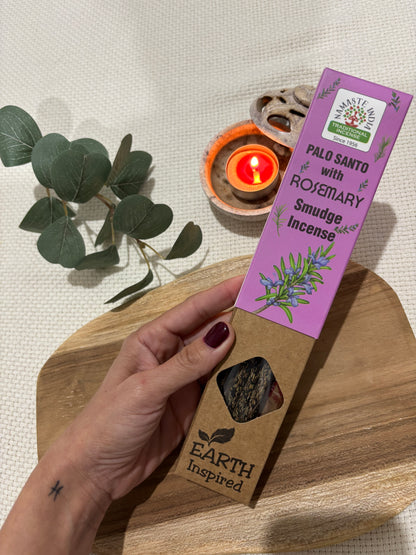 NAMASTE INDIA
TRADITIONAL
INCENSE
Since 1956
PALO SANTO
with
ROSEMARY
Smudge
Incense
EARTH
Inspired